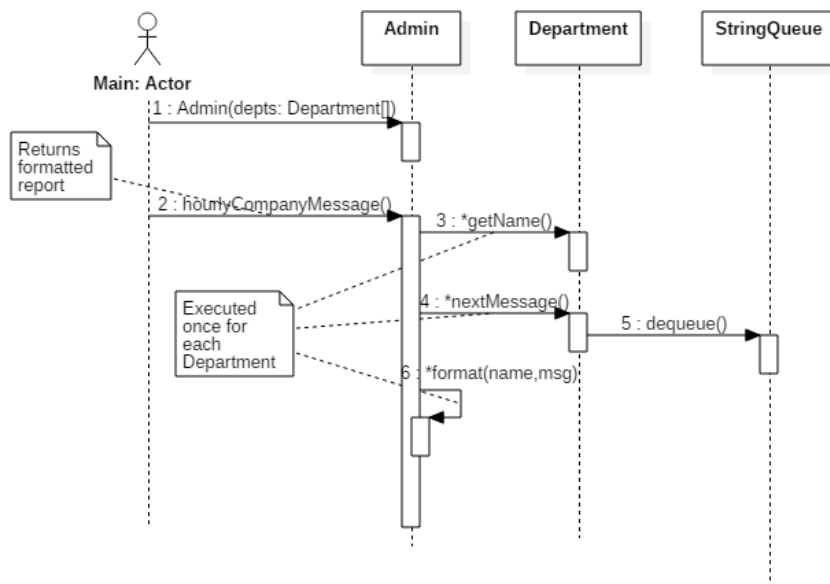 Admin
Department
StringQueue
Main: Actor
1 : Admin(depts: Department[])
Returns
formatted
report
2 : hourlyCompanyMessage()
3 : *getName()
Executed
once for
each
Department
4 : *nextMessage()
5 : dequeue()
6 : *format(name,msg)